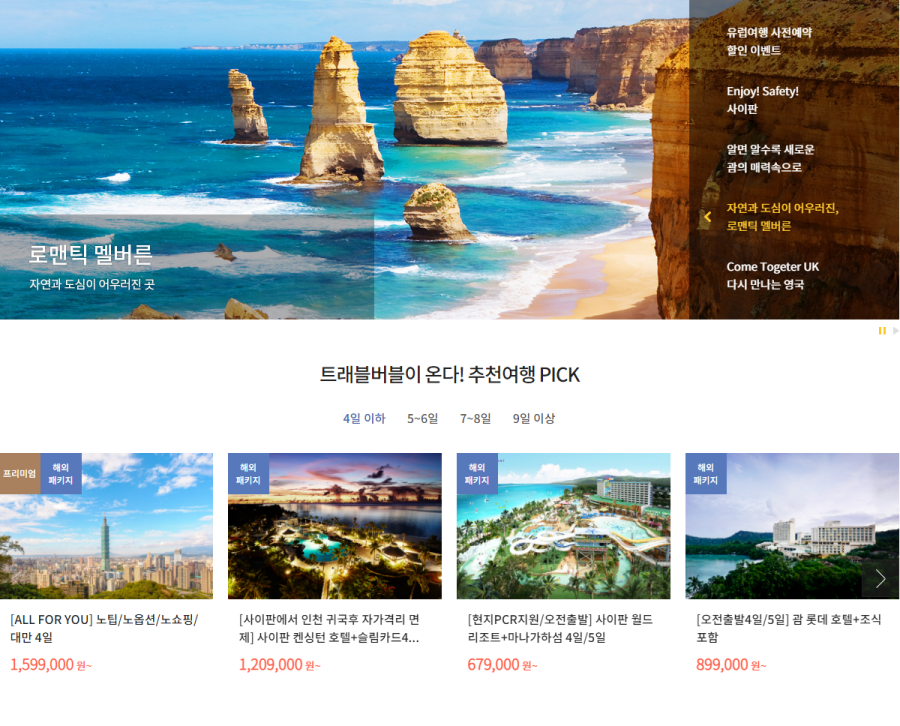 유럽여행 사전예약
할인 이벤트
Enjoy! Safety!
사이판
알면 알수록 새로운
괌의 매력속으로
자연과 도심이 어우러진,
로맨틱 멜버른
Come Togeter UK
다시 만나는 영국
로맨틱 멜버른
자연과 도심이 어우러진 곳
트래블버블이 온다! 추천여행 PICK
4일 이하 5~6일 7~8일 9일 이상
프리미엄
해외
패키지
[ALL FOR YOU] 노팁/노옵션/노쇼핑/
대만 4일
1,599,000 원~
해외
패키지
[사이판에서 인천 귀국후 자가격리 면
제] 사이판 켄싱턴 호텔+슬림카드4...
1,209,000 원~
해외
패키지
[현지PCR지원/오전출발] 사이판 월드
리조트+마나가하섬 4일/5일
679,000 원~
해외
패키지
[오전출발4일/5일] 괌 롯데 호텔+조식
포함
899,000 원~